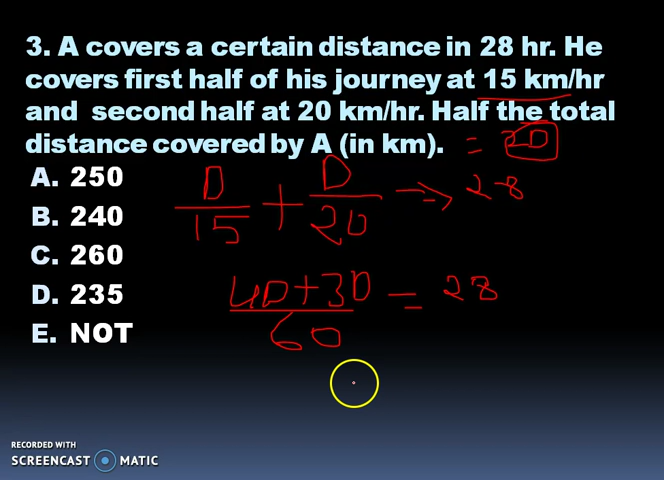 3. A covers a certain distance in 28 hr. He
covers first half of his journey at 15 km/hr
and second half at 20 km/hr. Half the total
distance covered by A (in km).
= 2D
A. 250
D/15 + D/20 => 28
B. 240
C. 260
D. 235
4D+3D/60 = 28
E. NOT
RECORDED WITH
SCREENCAST MATIC